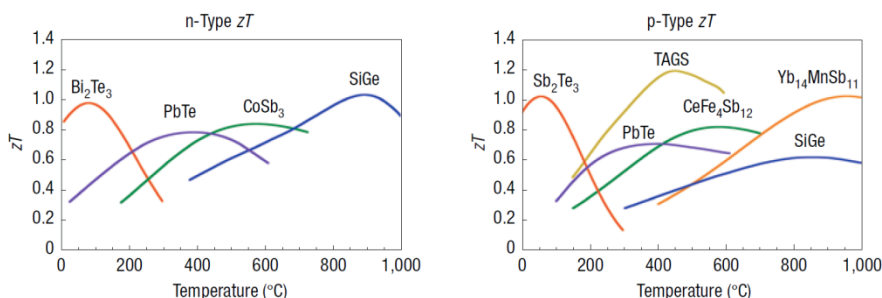 n-Type zT
1.4
1.2
1.0
0.8
0.6
0.4
0.2
0
zT
Bi₂Te₃
PbTe
CoSb₃
SiGe
0 200 400 600 800 1,000
Temperature (°C)
p-Type zT
1.4
1.2
1.0
0.8
0.6
0.4
0.2
0
zT
Sb₂Te₃
TAGS
PbTe
CeFe₄Sb₁₂
Yb₁₄MnSb₁₁
SiGe
0 200 400 600 800 1,000
Temperature (°C)